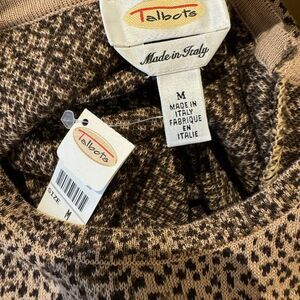 Talbots
Made in Italy
M
MADE IN
ITALY
FABRIQUE
EN
ITALIE
Talbots
SIZE M